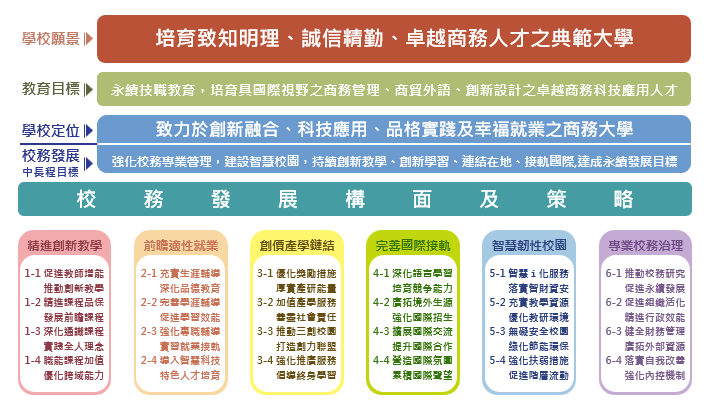 學校願景
培育致知明理、誠信精勤、卓越商務人才之典範大學
教育目標
永續技職教育，培育具國際視野之商務管理、商貿外語、創新設計之卓越商務科技應用人才
學校定位
致力於創新融合、科技應用、品格實踐及幸福就業之商務大學
校務發展
中長程目標
強化校務專業管理，建設智慧校園，持續創新教學、創新學習、連結在地、接軌國際,達成永續發展目標
校務發展構面及策略
精進創新教學
1-1 促進教師增能
推動創新教學
1-2 精進課程品保
發展前瞻課程
1-3 深化通識課程
實踐全人理念
1-4 職能課程加值
優化跨域能力
前瞻適性就業
2-1 充實生涯輔導
深化品德教育
2-2 完善學涯輔導
促進學習效能
2-3 強化專職輔導
實習就業接軌
2-4 導入智慧科技
特色人才培育
創價產學鏈結
3-1 優化獎勵措施
厚實產研能量
3-2 加值產學服務
善盡社會責任
3-3 推動三創校園
打造創力聯盟
3-4 強化推廣服務
倡導終身學習
完善國際接軌
4-1 深化語言學習
培育競爭能力
4-2 廣拓境外生源
強化國際招生
4-3 擴展國際交流
提升國際合作
4-4 營造國際氛圍
累積國際聲望
智慧韌性校園
5-1 智慧 i 化服務
落實智財資安
5-2 充實教學資源
優化教研環境
5-3 無礙安全校園
綠化節能環保
5-4 強化扶弱措施
促進階層流動
專業校務治理
6-1 推動校務研究
促進永續發展
6-2 促進組織活化
精進行政效能
6-3 健全財務管理
廣拓外部資源
6-4 落實自我改善
強化內控機制